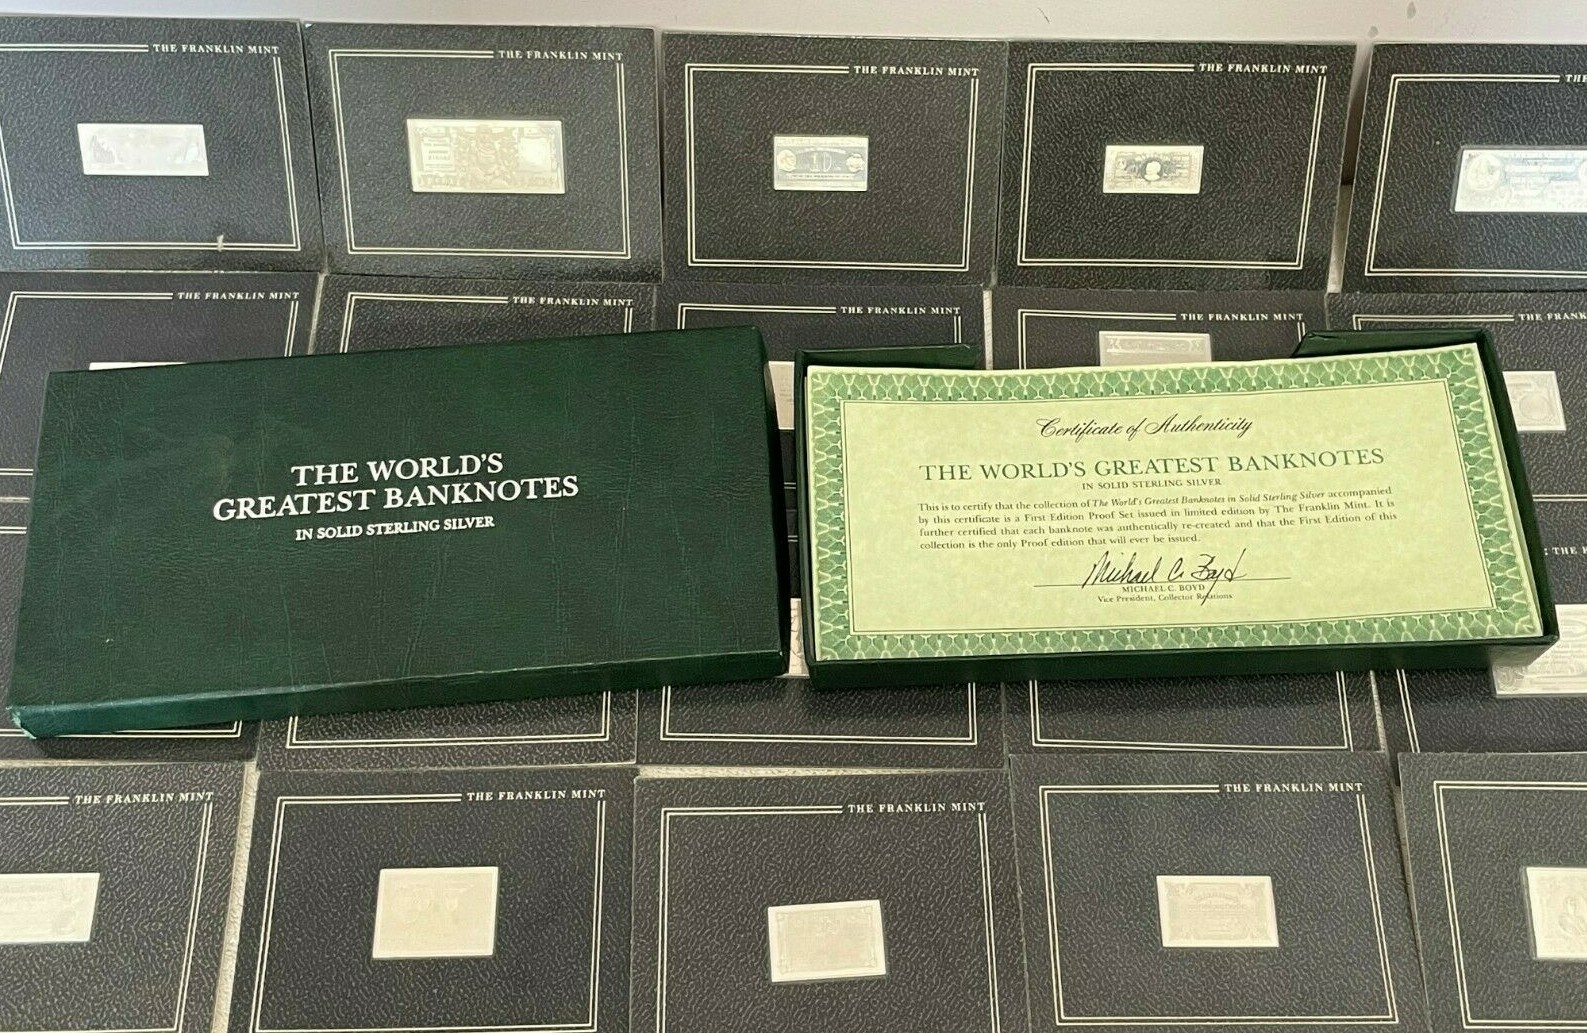 THE FRANKLIN MINT
THE FRANKLIN MINT
THE FRANKLIN MINT
THE FRANKLIN MINT
THE
THE FRANKLIN MINT
THE FRANKLIN MINT
THE FRANKLIN MINT
THE FRANKLIN MINT
THE FRANK
THE WORLD'S
GREATEST BANKNOTES
IN SOLID STERLING SILVER
Certificate of Authenticity
THE WORLD'S GREATEST BANKNOTES
IN SOLID STERLING SILVER
This is to certify that the collection of The World's Greatest Banknotes in Solid Sterling Silver accompanied
by this certificate is a First Edition Proof Set issued in limited edition by The Franklin Mint. It is
further certified that each banknote was authentically re-created and that the First Edition of this
collection is the only Proof edition that will ever be issued.
Michael C. Boyd
MICHAEL C. BOYD
Vice President, Collector Relations
THE F
THE FRANKLIN MINT
THE FRANKLIN MINT
THE FRANKLIN MINT
THE FRANKLIN MINT